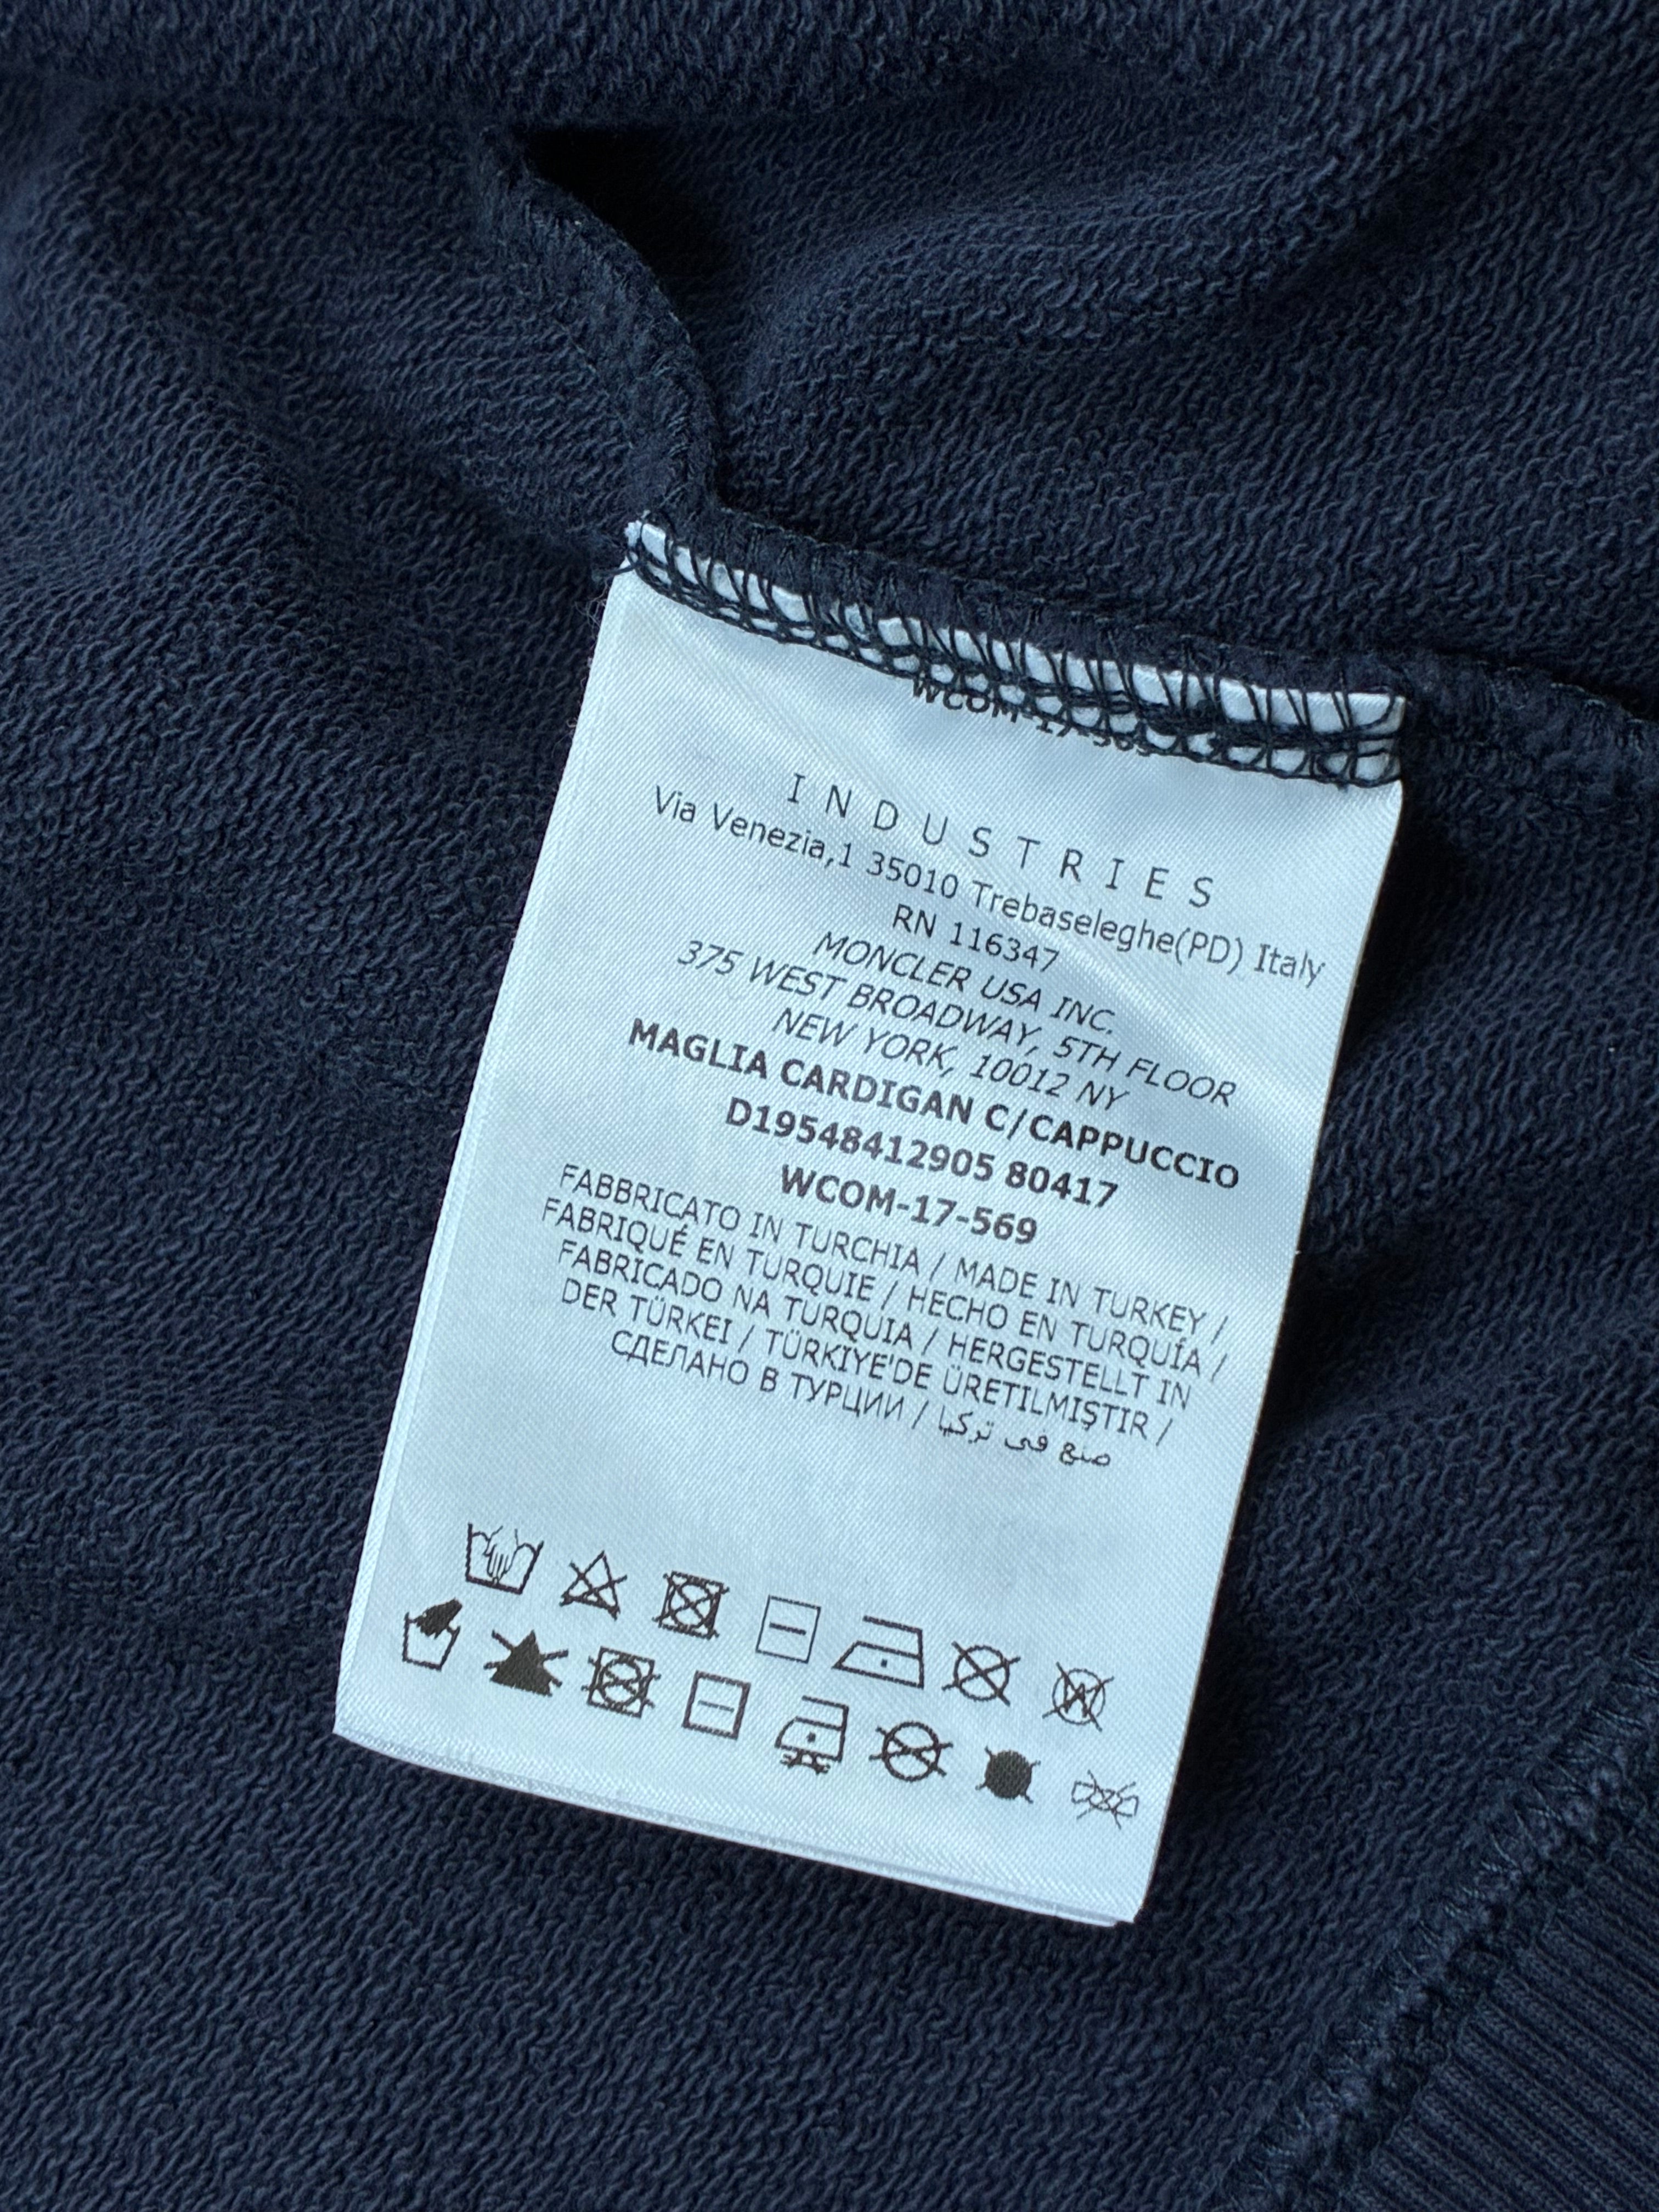 WCOM-17-569
INDUSTRIES
Via Venezia,1 35010 Trebaseleghe(PD) Italy
RN 116347
MONCLER USA INC.
375 WEST BROADWAY, 5TH FLOOR
NEW YORK, 10012 NY
MAGLIA CARDIGAN C/CAPPUCCIO
D19548412905 80417
WCOM-17-569
FABBRICATO IN TURCHIA / MADE IN TURKEY /
FABRIQUÉ EN TURQUIE / HECHO EN TURQUÍA /
FABRICADO NA TURQUIA / HERGESTELLT IN
DER TÜRKEI / TÜRKIYE'DE ÜRETILMIŞTIR /
СДЕЛАНО В ТУРЦИИ / صنع في تركيا
W